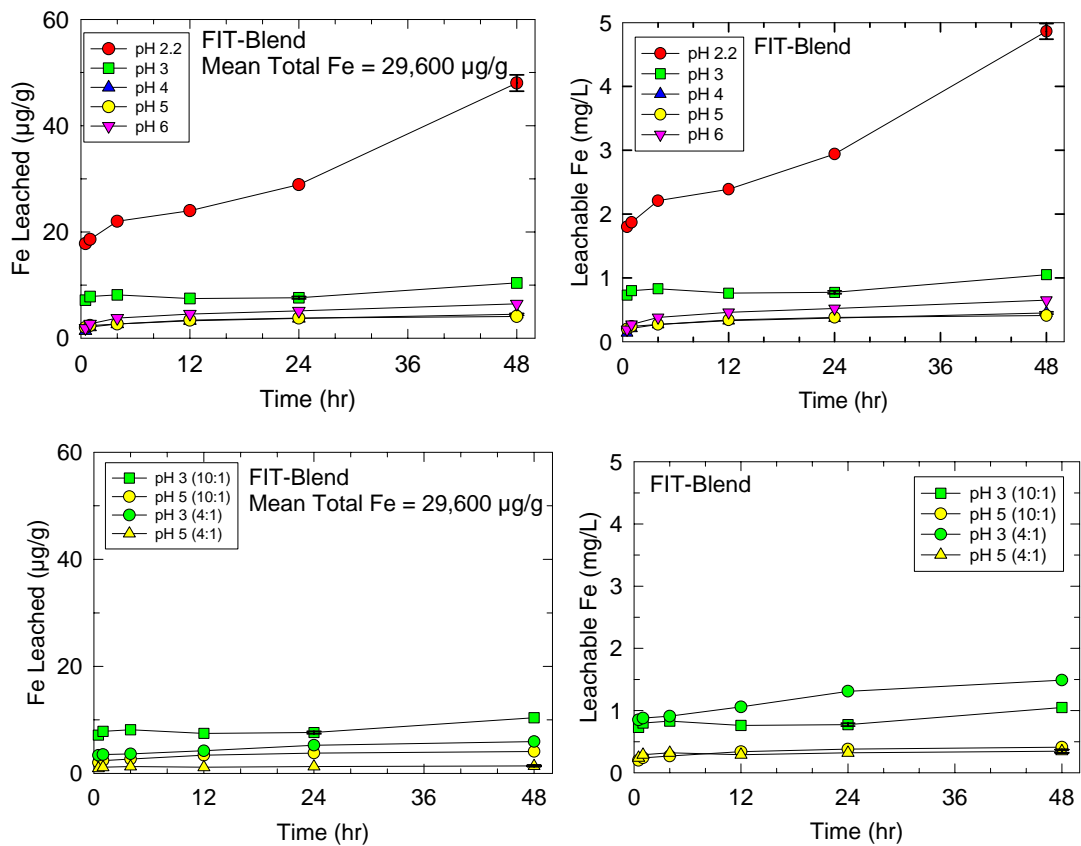 60
40
20
0
Fe Leached (µg/g)
pH 2.2
pH 3
pH 4
pH 5
pH 6
FIT-Blend
Mean Total Fe = 29,600 µg/g
0 12 24 36 48
Time (hr)
5
4
3
2
1
0
Leachable Fe (mg/L)
pH 2.2
pH 3
pH 4
pH 5
pH 6
FIT-Blend
0 12 24 36 48
Time (hr)
60
40
20
0
Fe Leached (µg/g)
pH 3 (10:1)
pH 5 (10:1)
pH 3 (4:1)
pH 5 (4:1)
FIT-Blend
Mean Total Fe = 29,600 µg/g
0 12 24 36 48
Time (hr)
5
4
3
2
1
0
Leachable Fe (mg/L)
FIT-Blend
pH 3 (10:1)
pH 5 (10:1)
pH 3 (4:1)
pH 5 (4:1)
0 12 24 36 48
Time (hr)